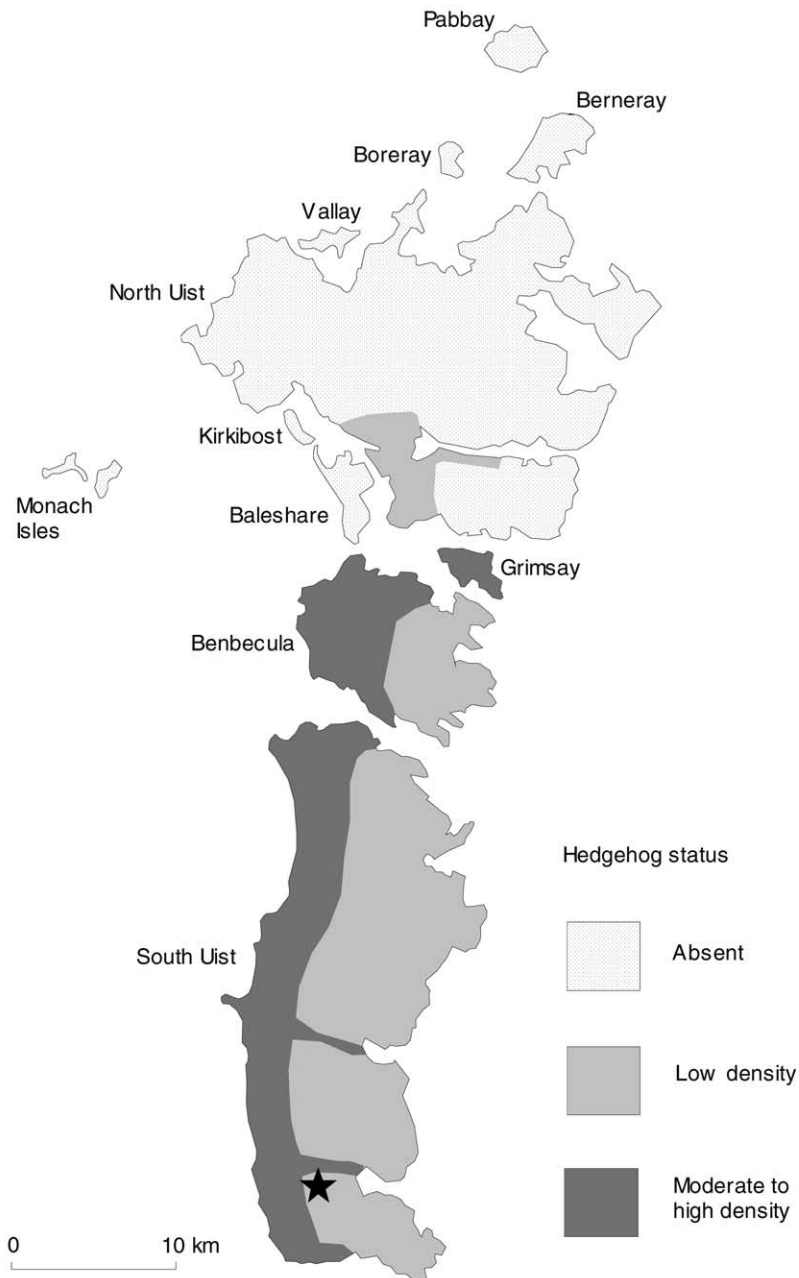 Pabbay
Berneray
Boreray
Vallay
North Uist
Kirkibost
Monach
Isles
Baleshare
Grimsay
Benbecula
Hedgehog status
South Uist
Absent
Low density
Moderate to
high density
0 10 km